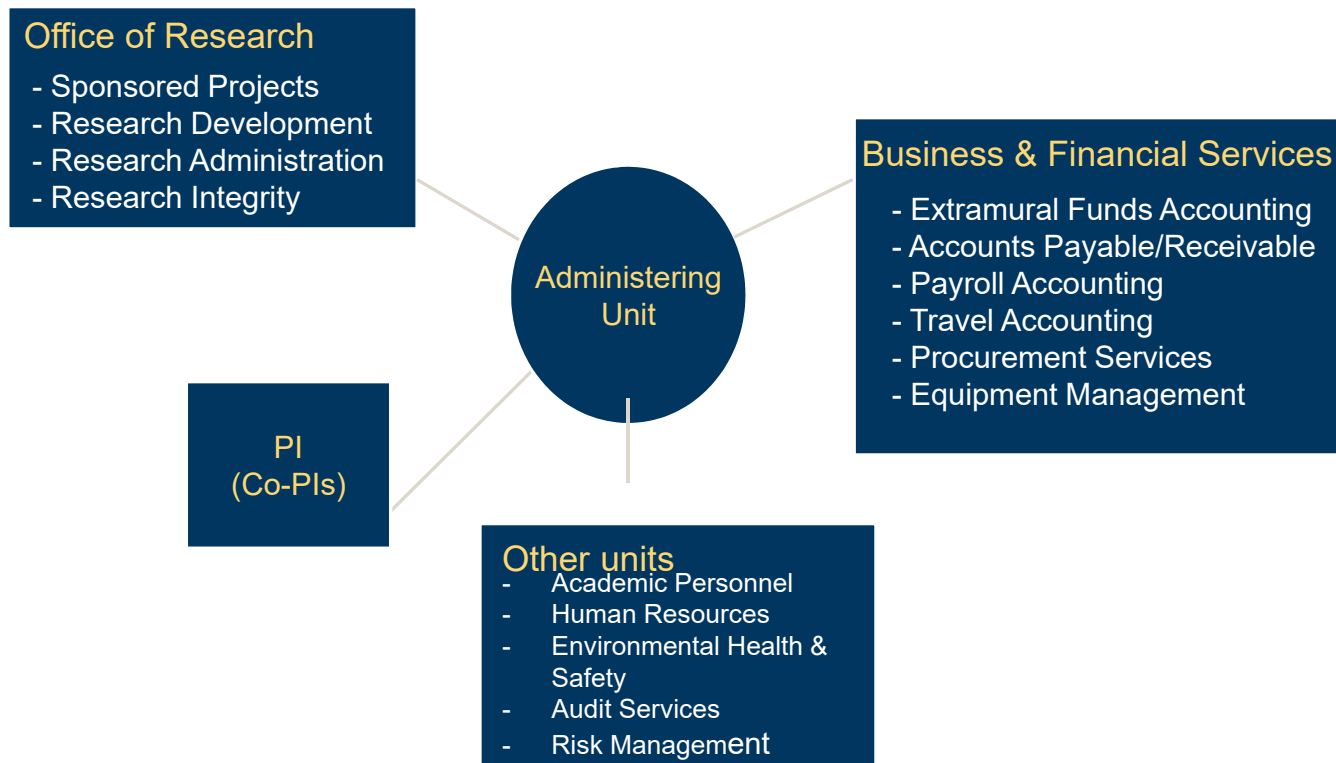 Office of Research
- Sponsored Projects
- Research Development
- Research Administration
- Research Integrity
Business & Financial Services
- Extramural Funds Accounting
- Accounts Payable/Receivable
- Payroll Accounting
- Travel Accounting
- Procurement Services
- Equipment Management
Administering
Unit
PI
(Co-PIs)
Other units
- Academic Personnel
- Human Resources
- Environmental Health &
Safety
- Audit Services
- Risk Management